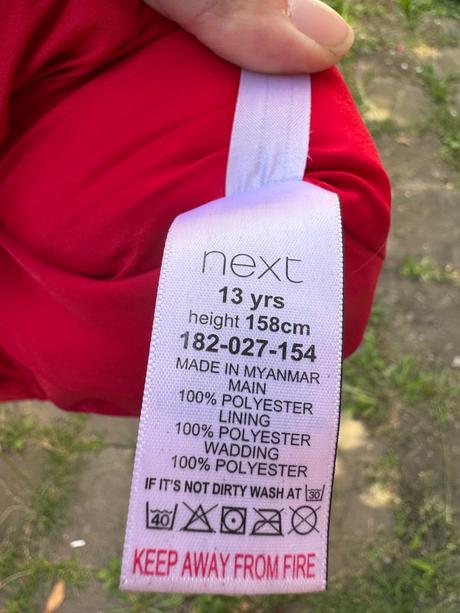 next
13 yrs
height 158cm
182-027-154
MADE IN MYANMAR
MAIN
100% POLYESTER
LINING
100% POLYESTER
WADDING
100% POLYESTER
IF IT'S NOT DIRTY WASH AT 30
40
KEEP AWAY FROM FIRE